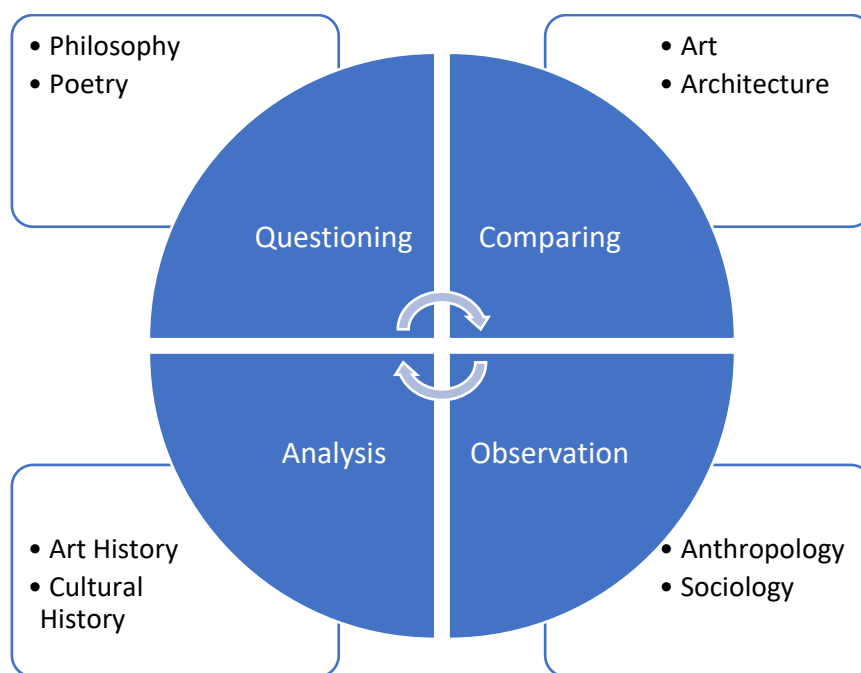 • Philosophy
• Poetry
• Art
• Architecture
Questioning
Comparing
Analysis
Observation
• Art History
• Cultural
History
• Anthropology
• Sociology